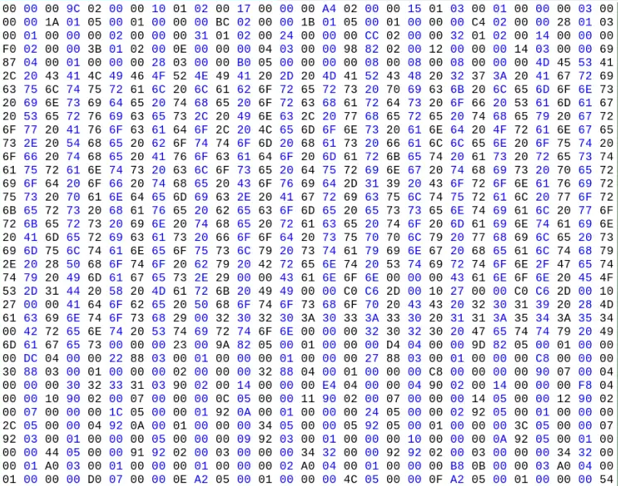 00 00 00 9C 02 00 00 10 01 02 00 17 00 00 00 A4 02 00 00 15 01 03 00 01 00 00 00 03 00
00 00 1A 01 05 00 01 00 00 00 BC 02 00 00 1B 01 05 00 01 00 00 00 C4 02 00 00 28 01 03
00 01 00 00 00 02 00 00 00 31 01 02 00 24 00 00 00 CC 02 00 00 32 01 02 00 14 00 00 00
F0 02 00 00 3B 01 02 00 0E 00 00 00 04 03 00 00 98 82 02 00 12 00 00 00 14 03 00 00 69
87 04 00 01 00 00 00 28 03 00 00 B0 05 00 00 00 00 08 00 08 00 08 00 00 00 4D 45 53 41
2C 20 43 41 4C 49 46 4F 52 4E 49 41 20 2D 20 4D 41 52 43 48 20 32 37 3A 20 41 67 72 69
63 75 6C 74 75 72 61 6C 20 6C 61 62 6F 72 65 72 73 20 70 69 63 6B 20 6C 65 6D 6F 6E 73
20 69 6E 73 69 64 65 20 74 68 65 20 6F 72 63 68 61 72 64 73 20 6F 66 20 53 61 6D 61 67
20 53 65 72 76 69 63 65 73 2C 20 49 6E 63 2C 20 77 68 65 72 65 20 74 68 65 79 20 67 72
6F 77 20 41 76 6F 63 61 64 6F 2C 20 4C 65 6D 6F 6E 73 20 61 6E 64 20 4F 72 61 6E 67 65
73 2E 20 54 68 65 20 62 6F 74 74 6F 6D 20 68 61 73 20 66 61 6C 6C 65 6E 20 6F 75 74 20
6F 66 20 74 68 65 20 41 76 6F 63 61 64 6F 20 6D 61 72 6B 65 74 20 61 73 20 72 65 73 74
61 75 72 61 6E 74 73 20 63 6C 6F 73 65 20 64 75 72 69 6E 67 20 74 68 69 73 20 70 65 72
69 6F 64 20 6F 66 20 74 68 65 20 43 6F 76 69 64 2D 31 39 20 43 6F 72 6F 6E 61 76 69 72
75 73 20 70 61 6E 64 65 6D 69 63 2E 20 41 67 72 69 63 75 6C 74 75 72 61 6C 20 77 6F 72
6B 65 72 73 20 68 61 76 65 20 62 65 63 6F 6D 65 20 65 73 73 65 6E 74 69 61 6C 20 77 6F
72 6B 65 72 73 20 69 6E 20 74 68 65 20 72 61 63 65 20 74 6F 20 6D 61 69 6E 74 61 69 6E
20 41 6D 65 72 69 63 61 73 20 66 6F 6F 64 20 73 75 70 70 6C 79 20 77 68 69 6C 65 20 73
69 6D 75 6C 74 61 6E 65 6F 75 73 6C 79 20 73 74 61 79 69 6E 67 20 68 65 61 6C 74 68 79
2E 20 28 50 68 6F 74 6F 20 62 79 20 42 72 65 6E 74 20 53 74 69 72 74 6F 6E 2F 47 65 74
74 79 20 49 6D 61 67 65 73 2E 29 00 00 43 61 6E 6F 6E 00 00 00 43 61 6E 6F 6E 20 45 4F
53 2D 31 44 20 58 20 4D 61 72 6B 20 49 49 00 00 C0 C6 2D 00 10 27 00 00 C0 C6 2D 00 10
27 00 00 41 64 6F 62 65 20 50 68 6F 74 6F 73 68 6F 70 20 43 43 20 32 30 31 39 20 28 4D
61 63 69 6E 74 6F 73 68 29 00 32 30 32 30 3A 30 33 3A 33 30 20 31 31 3A 35 34 3A 35 34
00 42 72 65 6E 74 20 53 74 69 72 74 6F 6E 00 00 32 30 32 30 20 47 65 74 74 79 20 49
6D 61 67 65 73 00 00 00 23 00 9A 82 05 00 01 00 00 00 D4 04 00 00 9D 82 05 00 01 00 00
00 DC 04 00 00 22 88 03 00 01 00 00 00 01 00 00 00 27 88 03 00 01 00 00 00 C8 00 00 00
30 88 03 00 01 00 00 00 02 00 00 00 32 88 04 00 01 00 00 00 C8 00 00 00 00 90 07 00 04
00 00 00 30 32 33 31 03 90 02 00 14 00 00 00 E4 04 00 00 04 90 02 00 14 00 00 00 F8 04
00 00 10 90 02 00 07 00 00 00 0C 05 00 00 11 90 02 00 07 00 00 00 14 05 00 00 12 90 02
00 07 00 00 00 1C 05 00 00 01 92 0A 00 01 00 00 00 24 05 00 00 02 92 05 00 01 00 00 00
2C 05 00 00 04 92 0A 00 01 00 00 00 34 05 00 00 05 92 05 00 01 00 00 00 3C 05 00 00 07
92 03 00 01 00 00 00 05 00 00 00 09 92 03 00 01 00 00 00 10 00 00 00 0A 92 05 00 01 00
00 00 44 05 00 00 91 92 02 00 03 00 00 00 34 32 00 00 92 92 02 00 03 00 00 00 34 32 00
00 01 A0 03 00 01 00 00 00 01 00 00 00 02 A0 04 00 01 00 00 00 B8 0B 00 00 03 A0 04 00
01 00 00 00 D0 07 00 00 0E A2 05 00 01 00 00 00 4C 05 00 00 0F A2 05 00 01 00 00 00 54